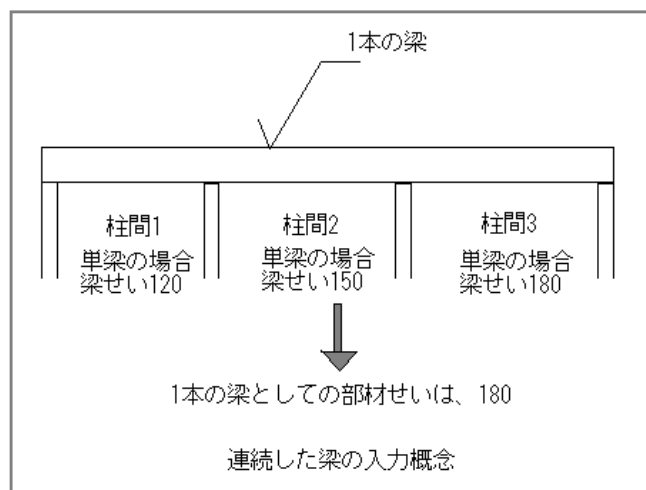 1本の梁
柱間1
単梁の場合
梁せい120
柱間2
単梁の場合
梁せい150
柱間3
単梁の場合
梁せい180
1本の梁としての部材せいは、180
連続した梁の入力概念